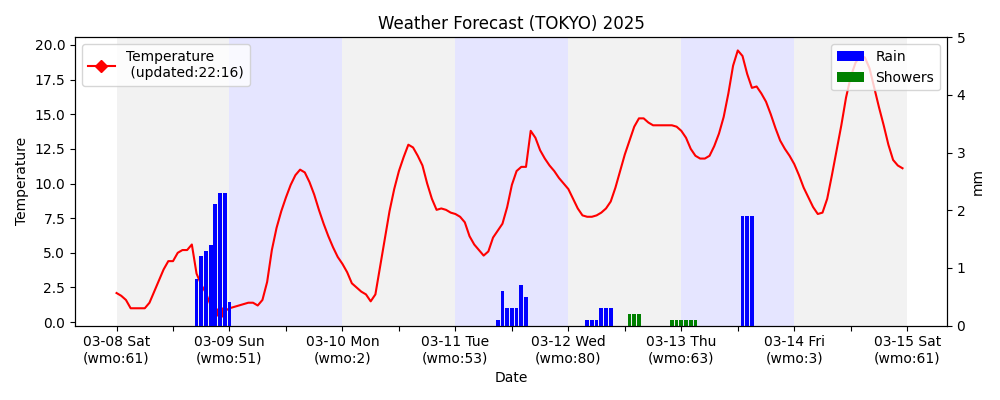 Weather Forecast (TOKYO) 2025
Temperature
(updated:22:16)
Rain
Showers
20.0
17.5
15.0
12.5
10.0
7.5
5.0
2.5
0.0
Temperature
5
4
3
2
1
0
mm
03-08 Sat
(wmo:61)
03-09 Sun
(wmo:51)
03-10 Mon
(wmo:2)
03-11 Tue
(wmo:53)
03-12 Wed
(wmo:80)
03-13 Thu
(wmo:63)
03-14 Fri
(wmo:3)
03-15 Sat
(wmo:61)
Date